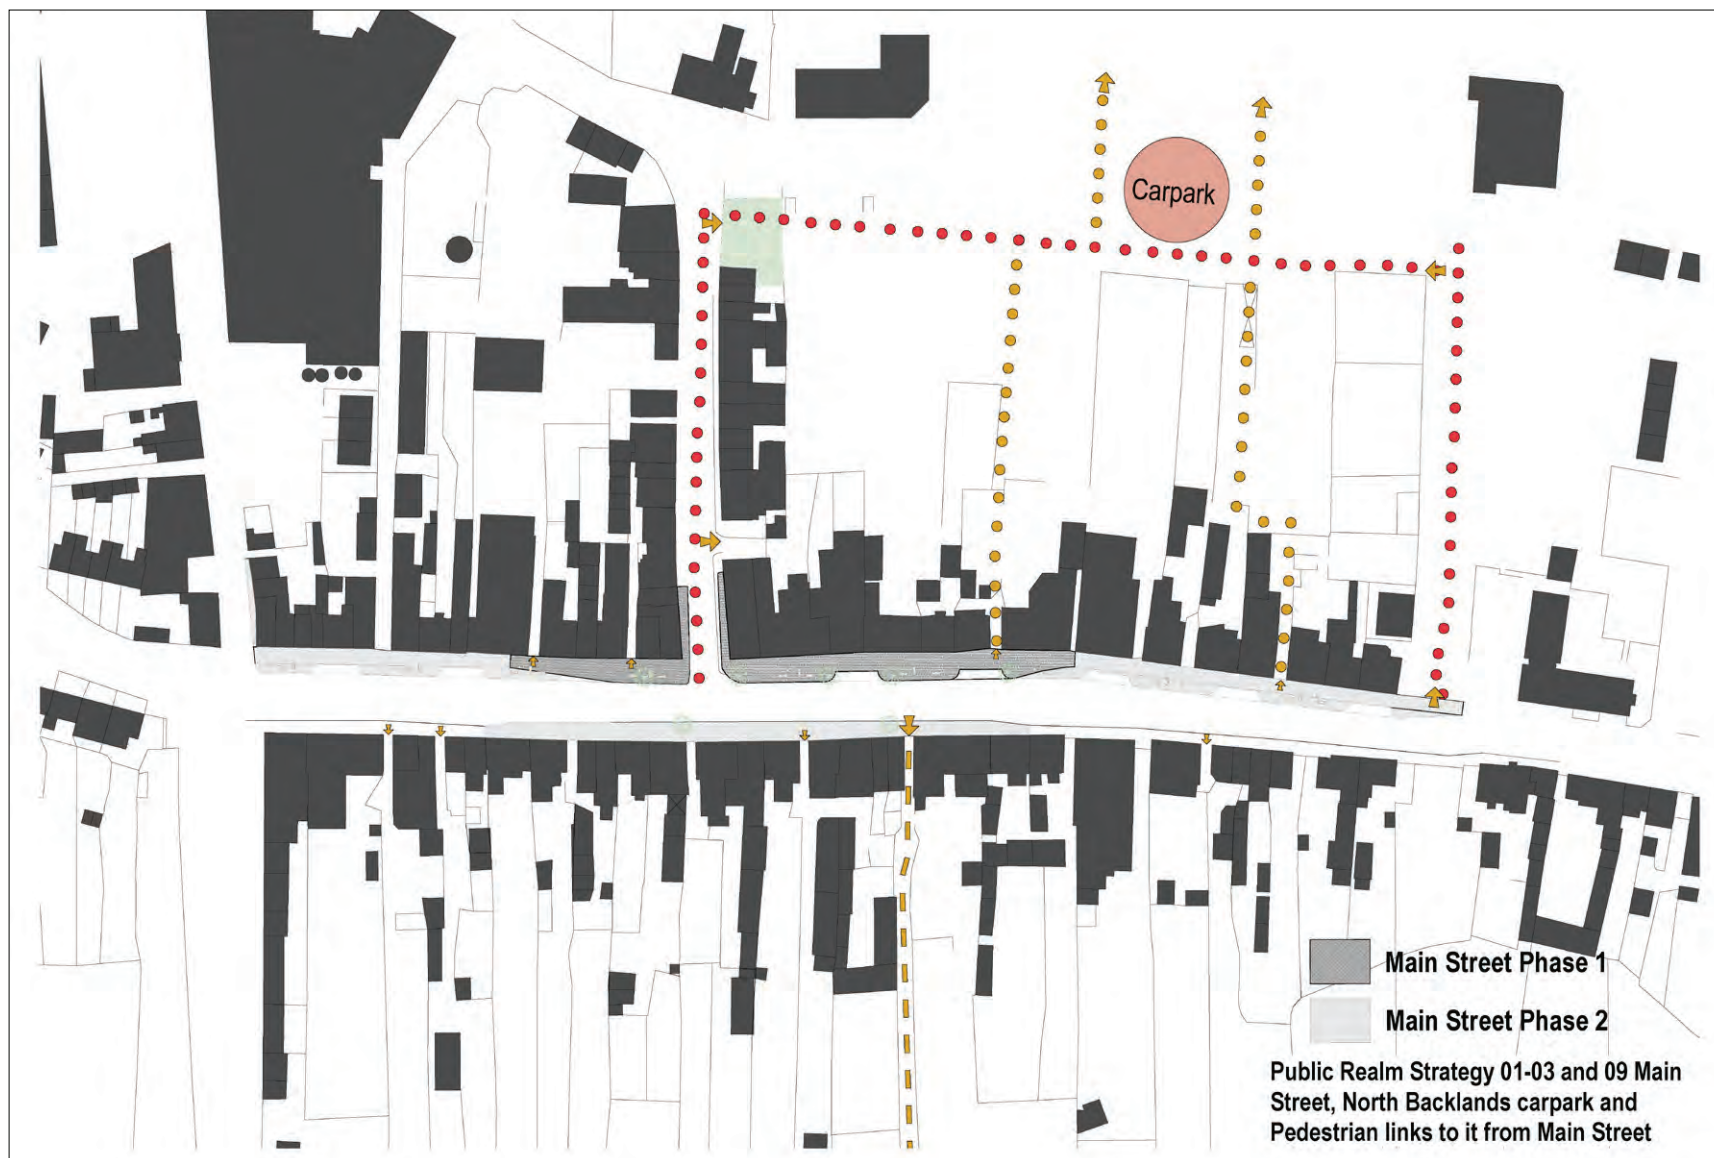 Carpark
Main Street Phase 1
Main Street Phase 2
Public Realm Strategy 01-03 and 09 Main
Street, North Backlands carpark and
Pedestrian links to it from Main Street